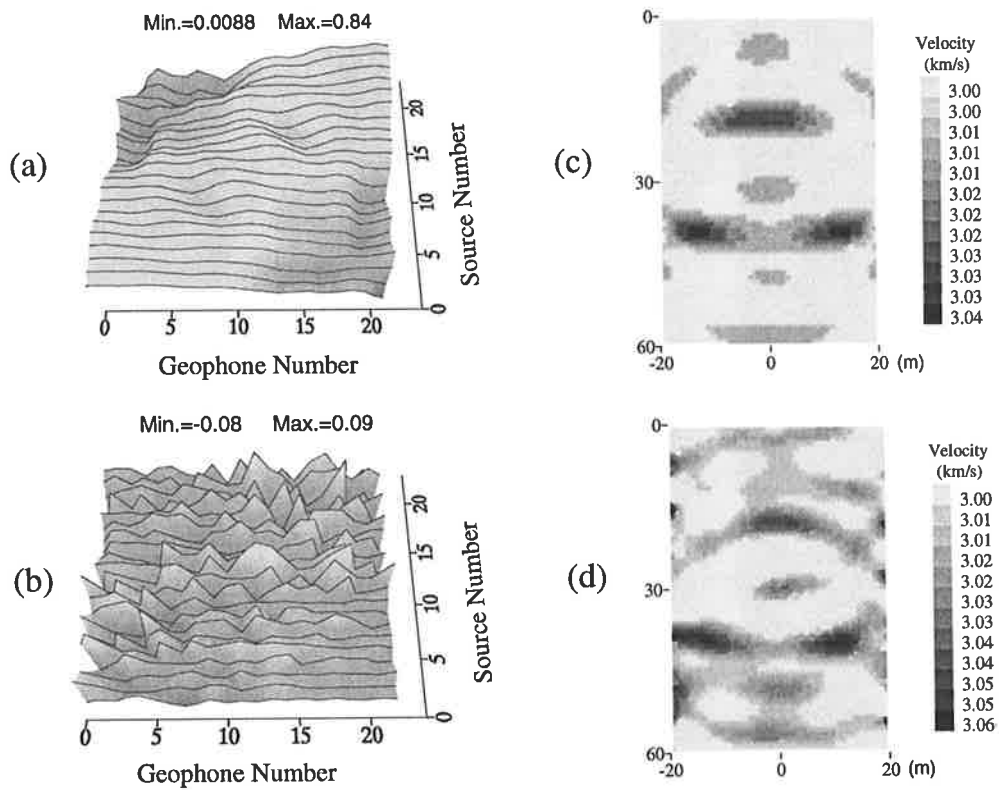 Min.=0.0088 Max.=0.84
(a)
20
15
10
5
0
Source Number
0 5 10 15 20
Geophone Number
(c)
0
30
60
-20 0 20 (m)
Velocity
(km/s)
3.00
3.00
3.01
3.01
3.01
3.02
3.02
3.02
3.03
3.03
3.03
3.04
Min.=-0.08 Max.=0.09
(b)
20
15
10
5
0
Source Number
0 5 10 15 20
Geophone Number
(d)
0
30
60
-20 0 20 (m)
Velocity
(km/s)
3.00
3.01
3.01
3.02
3.02
3.03
3.03
3.04
3.04
3.05
3.05
3.06